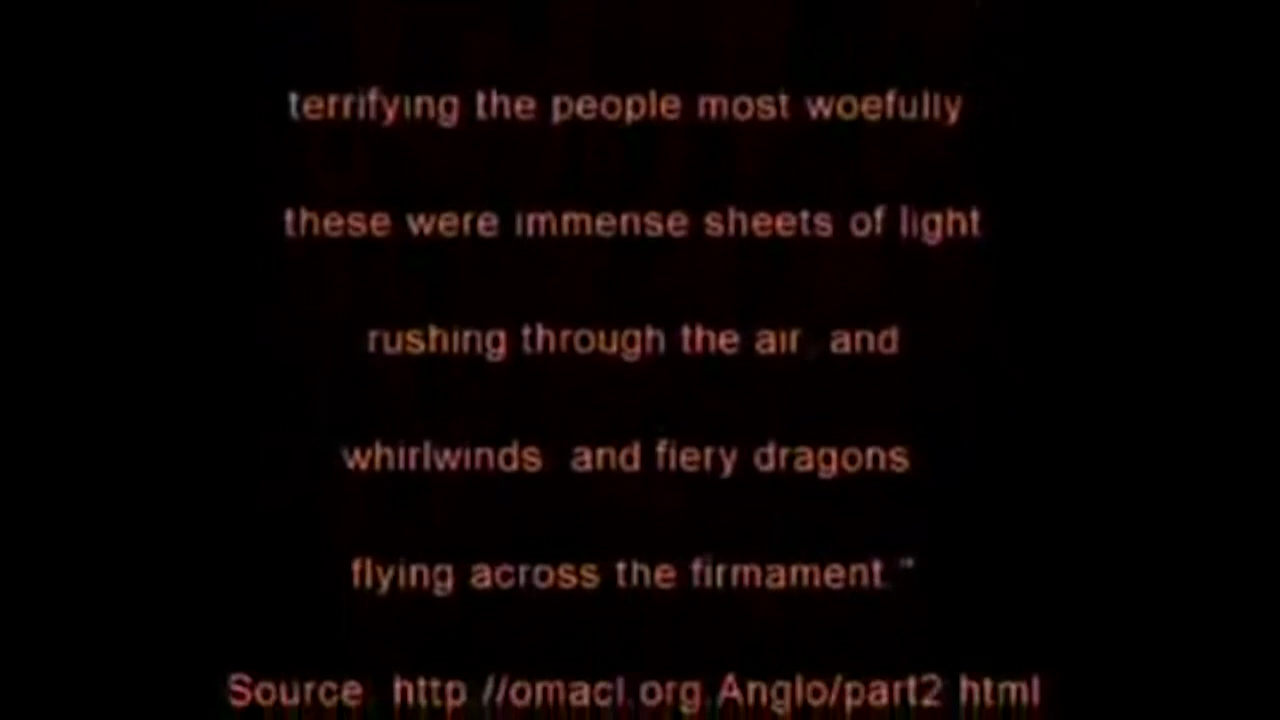 terrifying the people most woefully
these were immense sheets of light
rushing through the air, and
whirlwinds, and fiery dragons
flying across the firmament."
Source: http://omacl.org.Anglo/part2.html